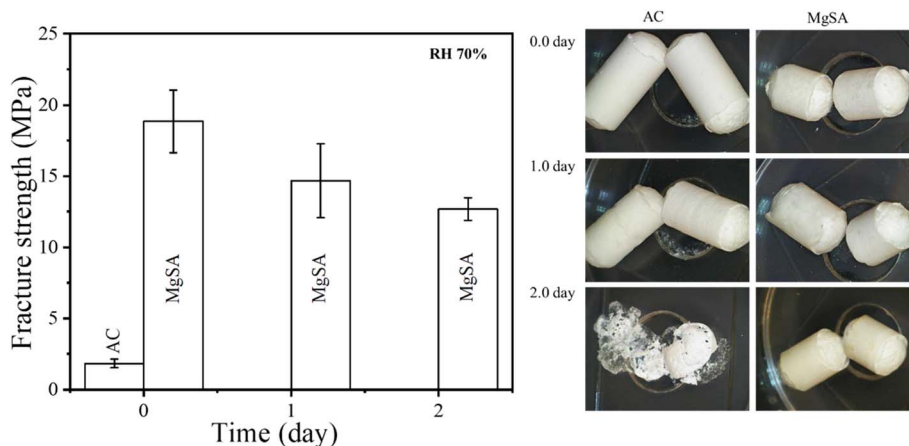 25
20
15
10
5
0
Fracture strength (MPa)
RH 70%
AC
MgSA
MgSA
MgSA
0
1
2
Time (day)
AC
MgSA
0.0 day
1.0 day
2.0 day